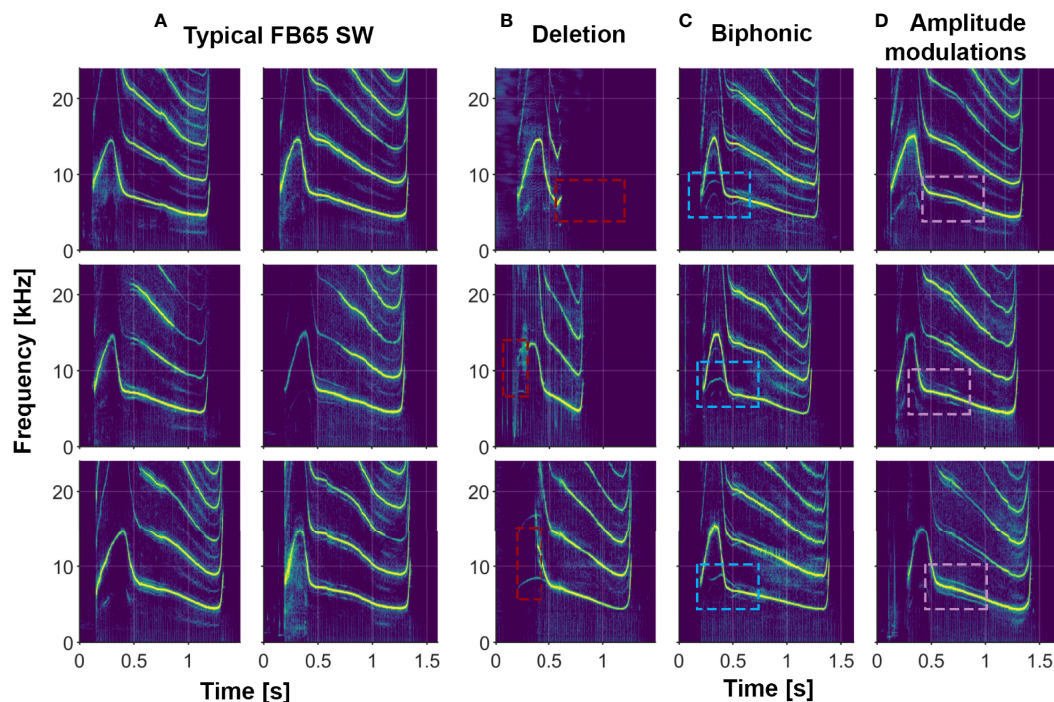 A B C D
Typical FB65 SW
Deletion
Biphonic
Amplitude
modulations
Frequency [kHz]
20
10
0
20
10
0
20
10
0
0 0.5 1 0 0.5 1 1.5 0 0.5 1 0 0.5 1 1.5 0 0.5 1 1.5
Time [s]
Time [s]